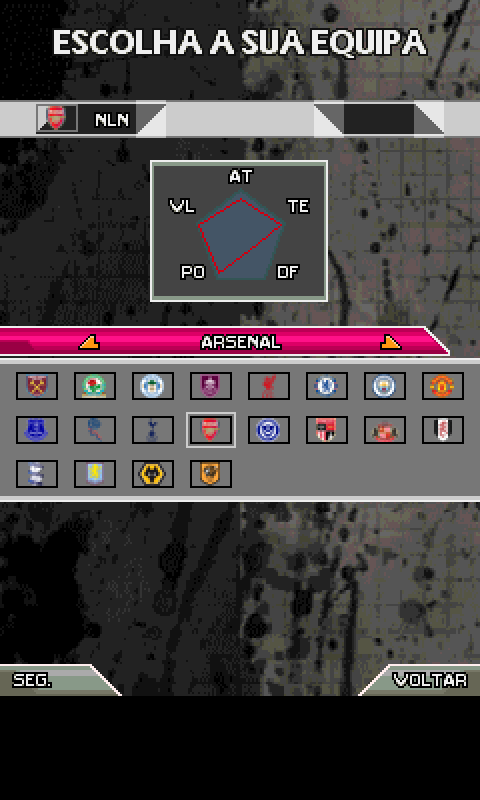 ESCOLHA A SUA EQUIPA
NLN
AT
VL TE
PO DF
ARSENAL
SEG. VOLTAR